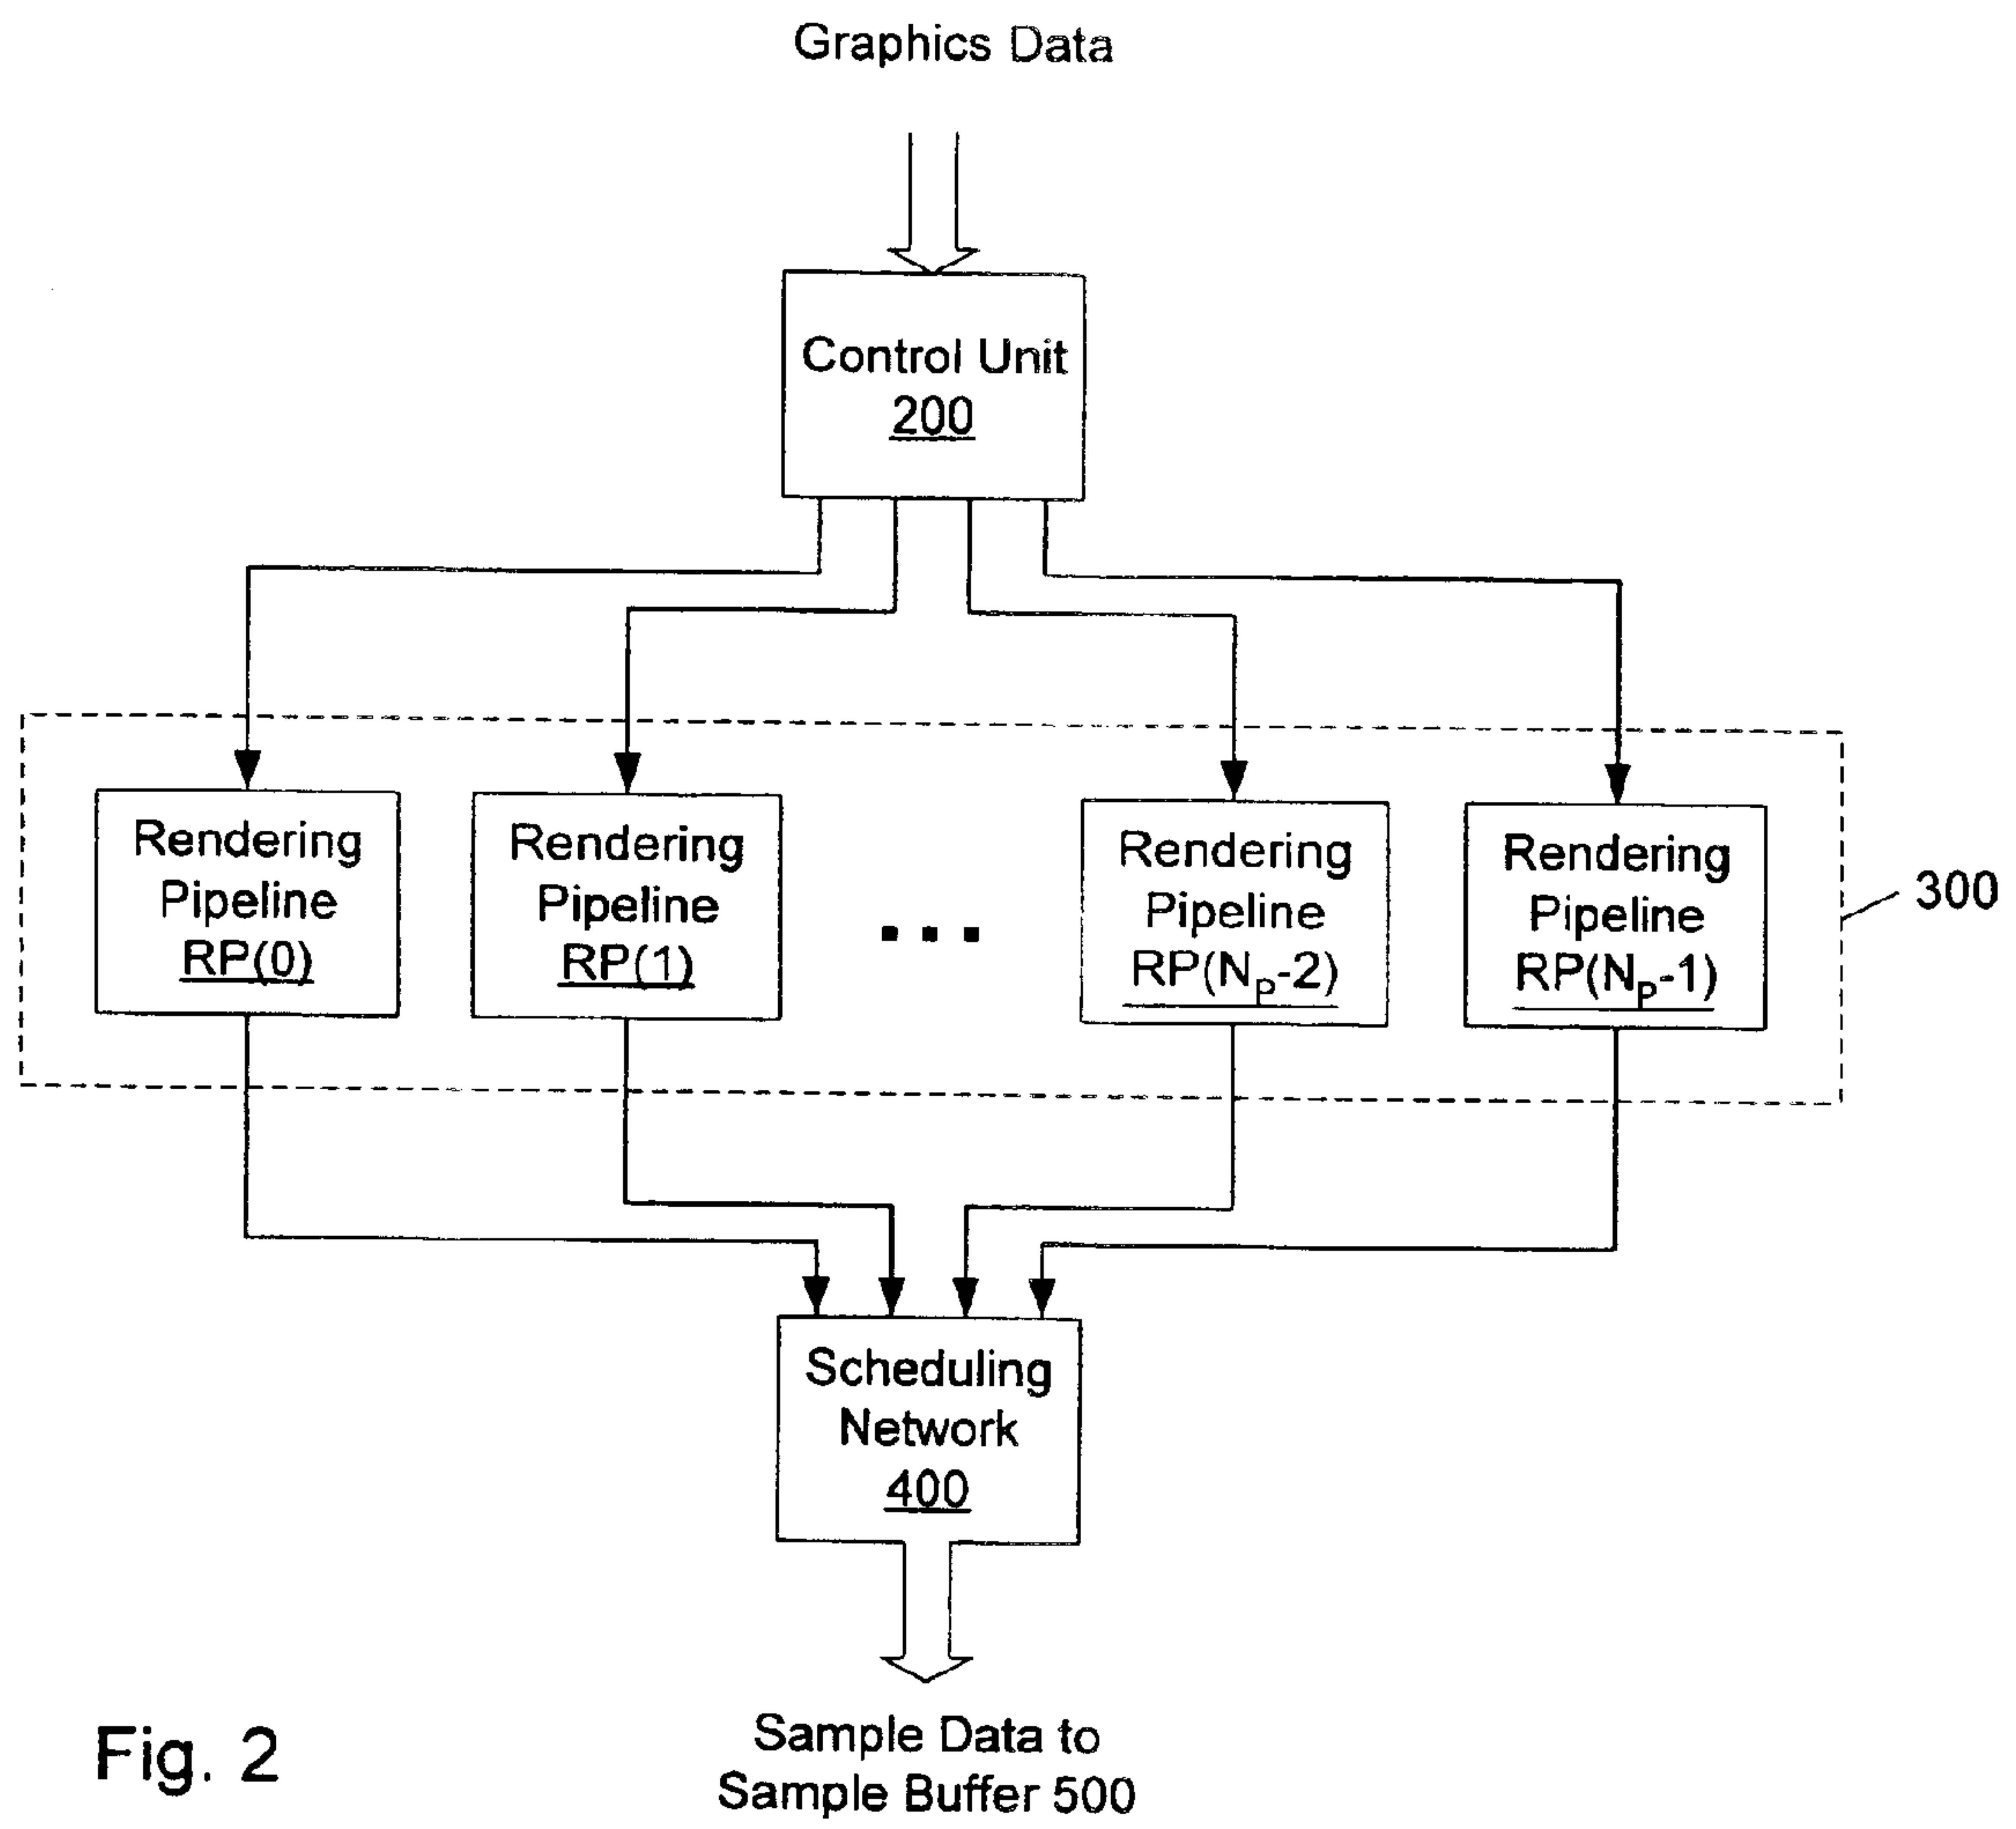 Graphics Data
Control Unit
200
Rendering
Pipeline
RP(0)
Rendering
Pipeline
RP(1)
Rendering
Pipeline
RP(Np-2)
Rendering
Pipeline
RP(Np-1)
300
Scheduling
Network
400
Sample Data to
Sample Buffer 500
Fig. 2